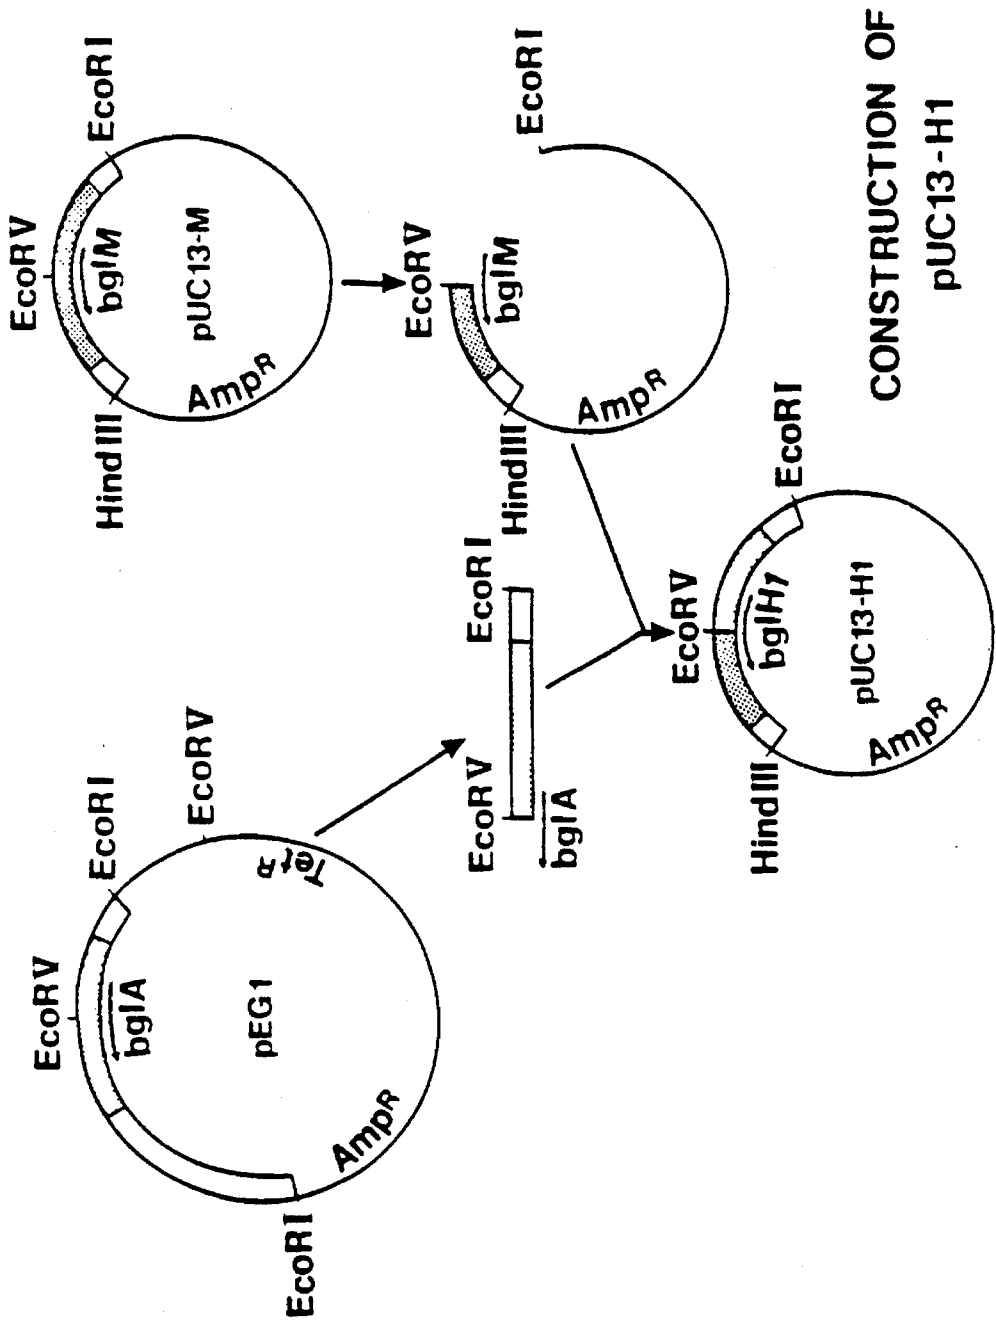 EcoRV
EcoRI
bglA
EcoRV
pEG1
TetR
AmpR
EcoRI
EcoRV
EcoRI
HindIII
bglM
pUC13-M
AmpR
EcoRV
EcoRI
bglA
EcoRV
EcoRI
HindIII
bglM
AmpR
EcoRV
EcoRI
HindIII
bglH1
pUC13-H1
AmpR
CONSTRUCTION OF
pUC13-H1